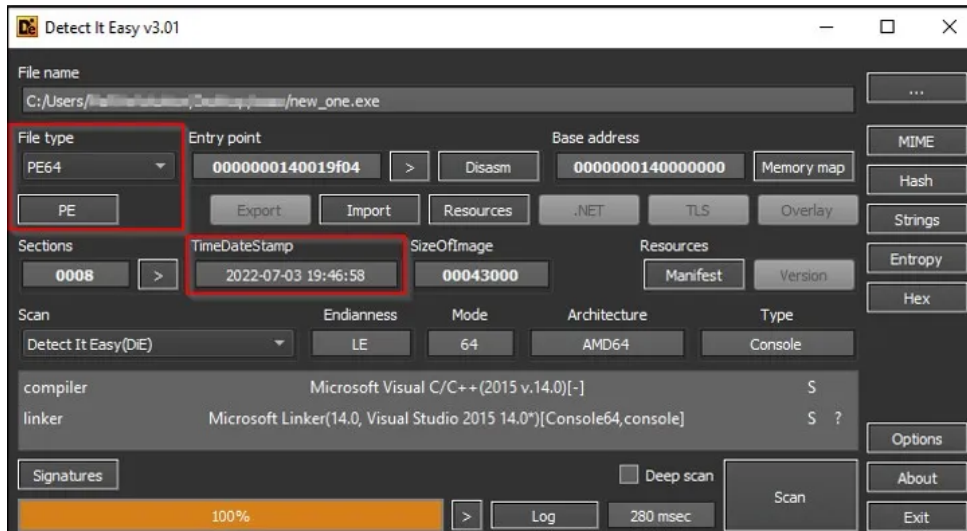 Detect It Easy v3.01
File name
C:/Users/ /new_one.exe
...
File type Entry point Base address
PE64 0000000140019f04 > Disasm 0000000140000000 Memory map MIME
PE Export Import Resources .NET TLS Overlay Hash
Strings
Sections TimeDateStamp SizeOfImage Resources
0008 > 2022-07-03 19:46:58 00043000 Manifest Version Entropy
Hex
Scan Endianness Mode Architecture Type
Detect It Easy(DiE) LE 64 AMD64 Console
compiler Microsoft Visual C/C++(2015 v.14.0)[-] S
linker Microsoft Linker(14.0, Visual Studio 2015 14.0*)[Console64,console] S ?
Options
Signatures Deep scan Scan About
100% > Log 280 msec Exit